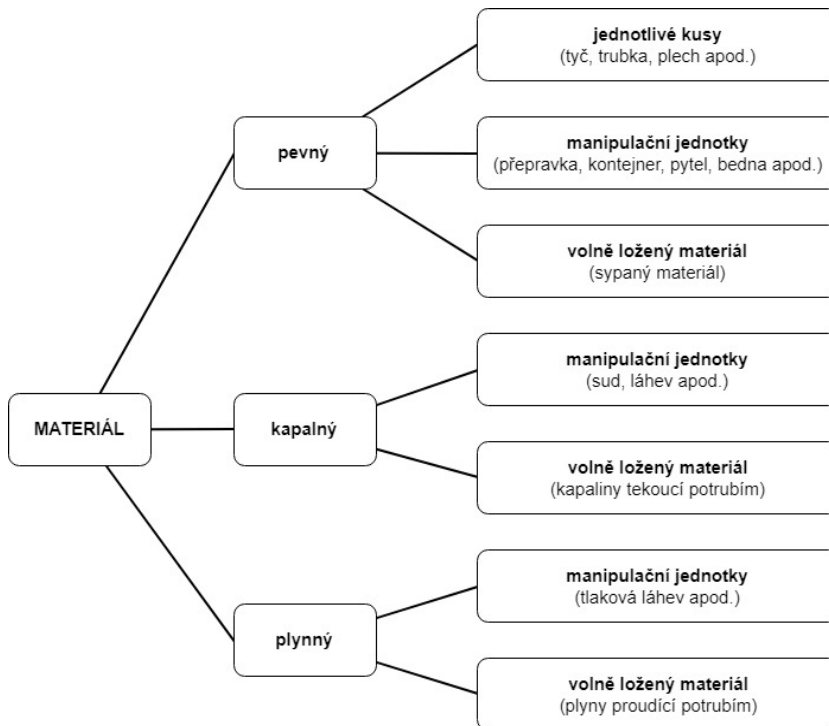 jednotlivé kusy
(tyč, trubka, plech apod.)
pevný
manipulační jednotky
(přepravka, kontejner, pytel, bedna apod.)
volně ložený materiál
(sypaný materiál)
MATERIÁL
kapalný
manipulační jednotky
(sud, láhev apod.)
volně ložený materiál
(kapaliny tekoucí potrubím)
plynný
manipulační jednotky
(tlaková láhev apod.)
volně ložený materiál
(plyny proudící potrubím)